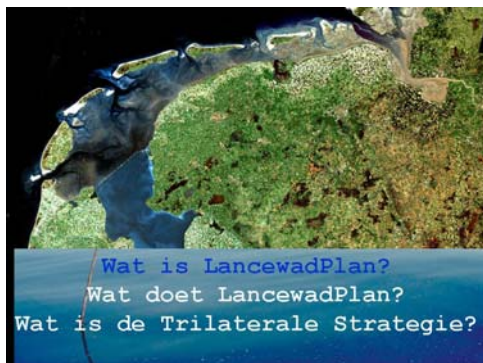 Wat is LancewadPlan?
Wat doet LancewadPlan?
Wat is de Trilaterale Strategie?